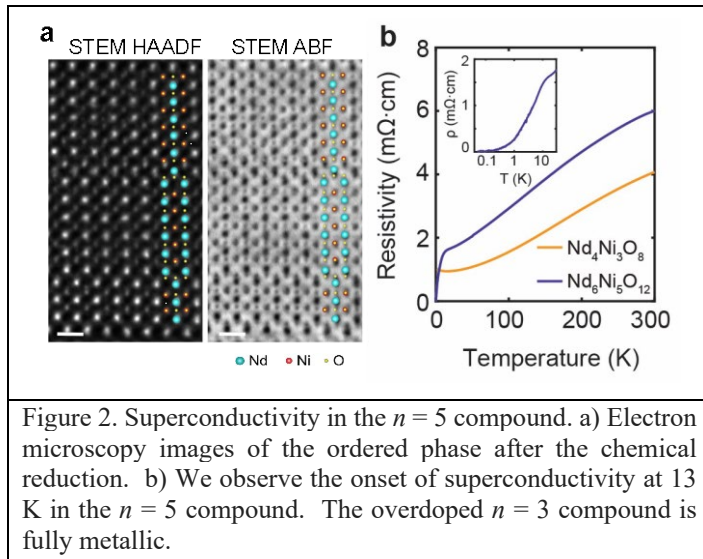 a
STEM HAADF STEM ABF
Nd Ni O
b
Resistivity (mΩ·cm)
8
6
4
2
0
0 100 200 300
Temperature (K)
ρ (mΩ·cm)
2
1
0
0.1 1 10
T (K)
Nd₄Ni₃O₈
Nd₆Ni₅O₁₂
Figure 2. Superconductivity in the n = 5 compound. a) Electron
microscopy images of the ordered phase after the chemical
reduction. b) We observe the onset of superconductivity at 13
K in the n = 5 compound. The overdoped n = 3 compound is
fully metallic.